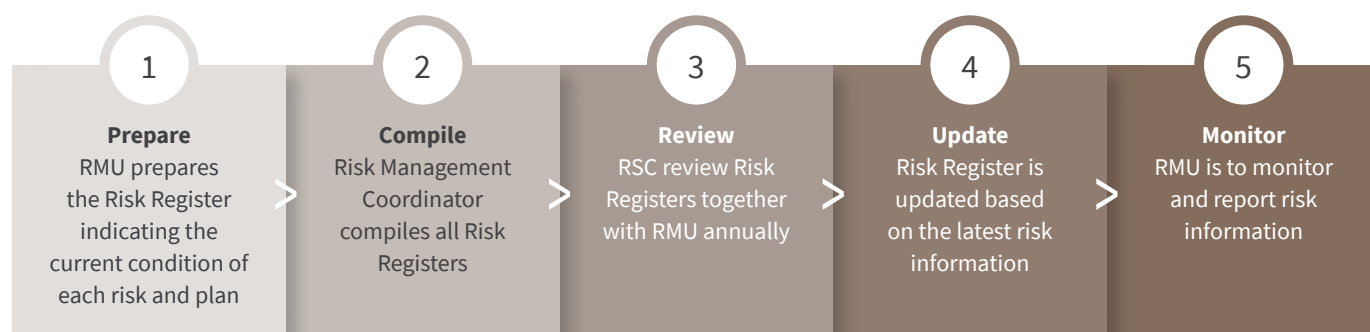 1
Prepare
RMU prepares
the Risk Register
indicating the
current condition of
each risk and plan
>
2
Compile
Risk Management
Coordinator
compiles all Risk
Registers
>
3
Review
RSC review Risk
Registers together
with RMU annually
>
4
Update
Risk Register is
updated based
on the latest risk
information
>
5
Monitor
RMU is to monitor
and report risk
information